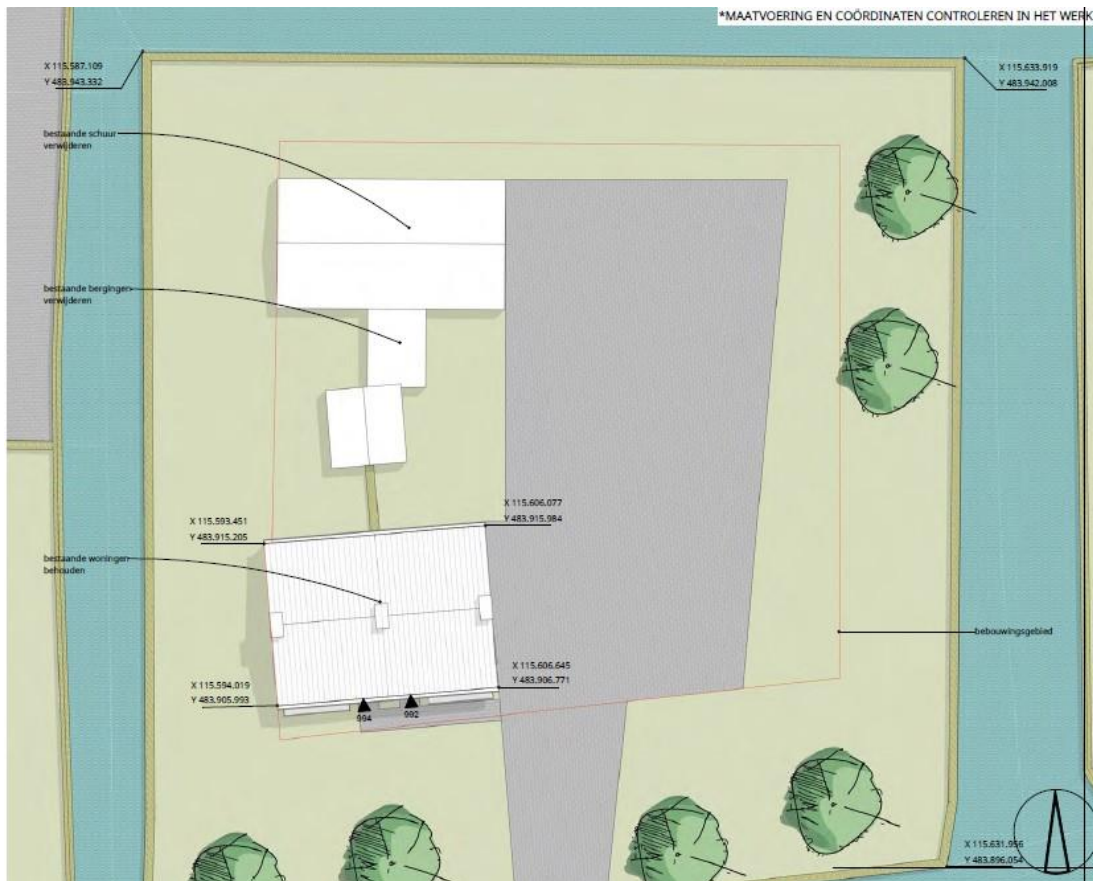 *MAATVOERING EN COÖRDINATEN CONTROLEREN IN HET WERK
X 115.587.109
Y 483.943.332
X 115.633.919
Y 483.942.008
bestaande schuur
verwijderen
bestaande bergingen
verwijderen
X 115.593.451
Y 483.915.205
X 115.606.077
Y 483.915.984
bestaande woningen
behouden
bebouwingsgebied
X 115.594.019
Y 483.905.993
X 115.606.645
Y 483.906.771
994
992
X 115.631.956
Y 483.896.054